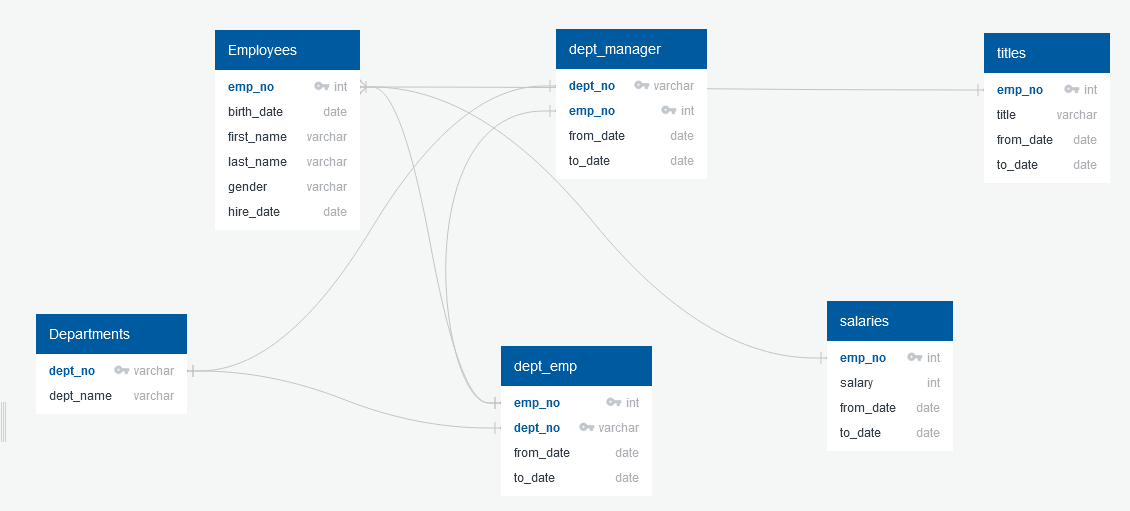 Employees
emp_no int
birth_date date
first_name varchar
last_name varchar
gender varchar
hire_date date
dept_manager
dept_no varchar
emp_no int
from_date date
to_date date
titles
emp_no int
title varchar
from_date date
to_date date
Departments
dept_no varchar
dept_name varchar
dept_emp
emp_no int
dept_no varchar
from_date date
to_date date
salaries
emp_no int
salary int
from_date date
to_date date